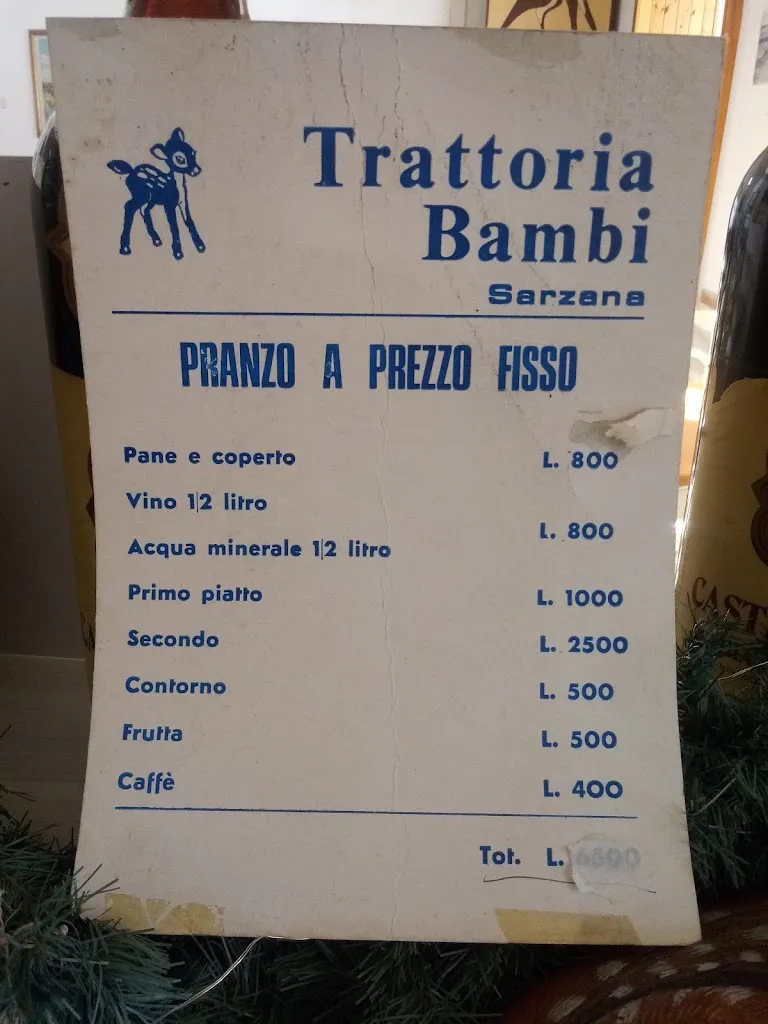 Trattoria
Bambi
Sarzana
PRANZO A PREZZO FISSO
Pane e coperto L. 800
Vino 1|2 litro
L. 800
Acqua minerale 1|2 litro
Primo piatto L. 1000
Secondo L. 2500
Contorno L. 500
Frutta L. 500
Caffè L. 400
Tot. L.
CAST